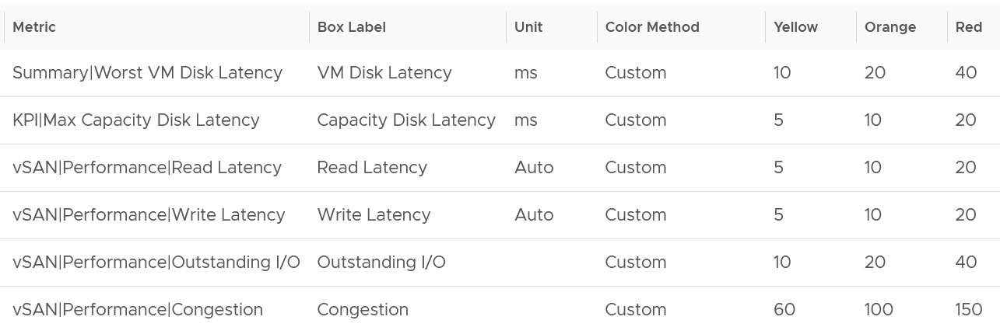 Metric Box Label Unit Color Method Yellow Orange Red
Summary|Worst VM Disk Latency VM Disk Latency ms Custom 10 20 40
KPI|Max Capacity Disk Latency Capacity Disk Latency ms Custom 5 10 20
vSAN|Performance|Read Latency Read Latency Auto Custom 5 10 20
vSAN|Performance|Write Latency Write Latency Auto Custom 5 10 20
vSAN|Performance|Outstanding I/O Outstanding I/O Custom 10 20 40
vSAN|Performance|Congestion Congestion Custom 60 100 150